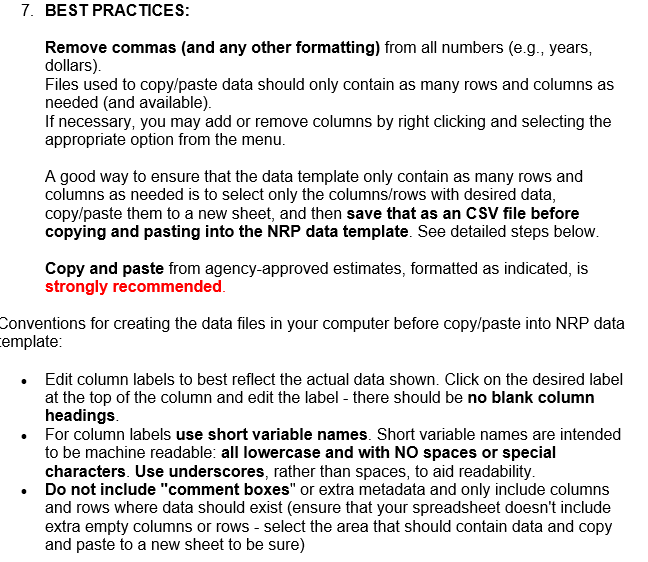 7. BEST PRACTICES:
Remove commas (and any other formatting) from all numbers (e.g., years,
dollars).
Files used to copy/paste data should only contain as many rows and columns as
needed (and available).
If necessary, you may add or remove columns by right clicking and selecting the
appropriate option from the menu.
A good way to ensure that the data template only contain as many rows and
columns as needed is to select only the columns/rows with desired data,
copy/paste them to a new sheet, and then save that as an CSV file before
copying and pasting into the NRP data template. See detailed steps below.
Copy and paste from agency-approved estimates, formatted as indicated, is
strongly recommended.
Conventions for creating the data files in your computer before copy/paste into NRP data
emplate:
• Edit column labels to best reflect the actual data shown. Click on the desired label
at the top of the column and edit the label - there should be no blank column
headings.
• For column labels use short variable names. Short variable names are intended
to be machine readable: all lowercase and with NO spaces or special
characters. Use underscores, rather than spaces, to aid readability.
• Do not include "comment boxes" or extra metadata and only include columns
and rows where data should exist (ensure that your spreadsheet doesn't include
extra empty columns or rows - select the area that should contain data and copy
and paste to a new sheet to be sure)